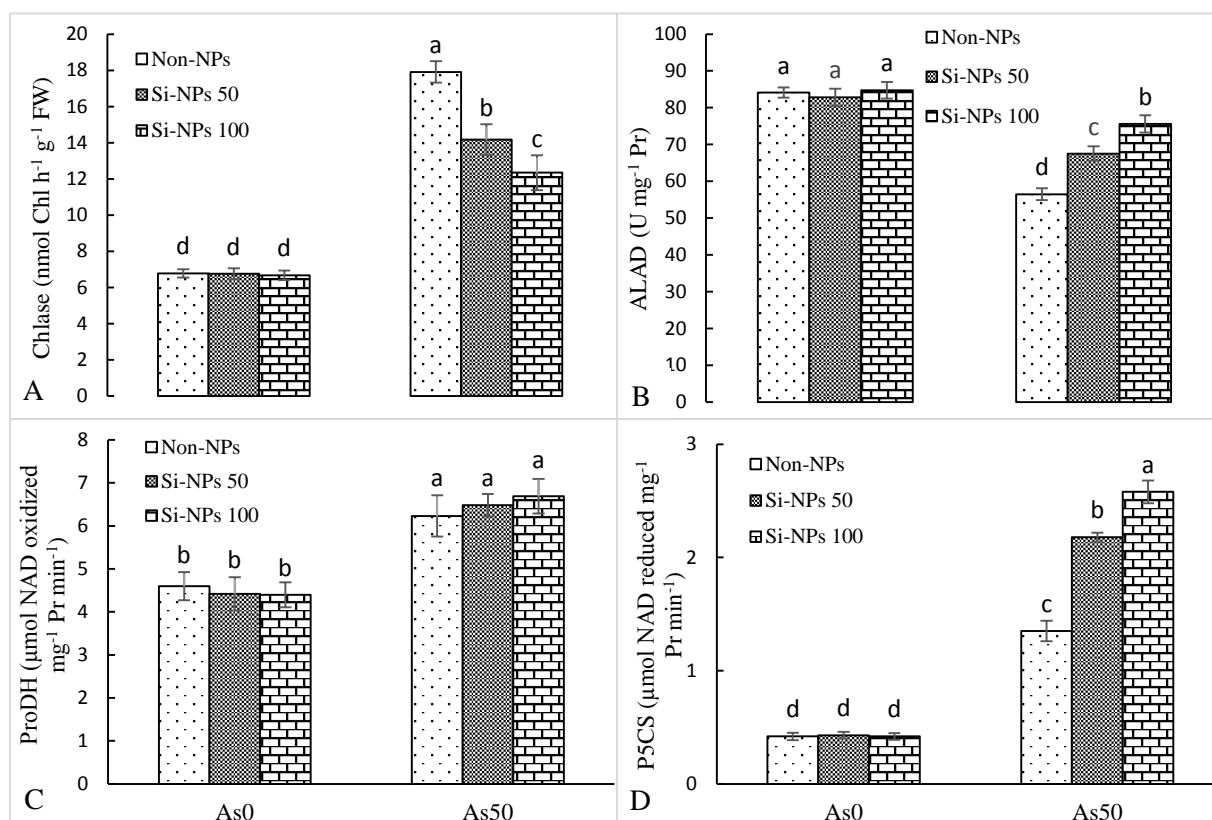 Chlase (nmol Chl h⁻¹ g⁻¹ FW)
20
18
16
14
12
10
8
6
4
2
0
Non-NPs
Si-NPs 50
Si-NPs 100
d d d
a
b
c
A
ALAD (U mg⁻¹ Pr)
100
90
80
70
60
50
40
30
20
10
0
Non-NPs
Si-NPs 50
Si-NPs 100
a a a
d
c
b
B
ProDH (µmol NAD oxidized
mg⁻¹ Pr min⁻¹)
8
7
6
5
4
3
2
1
0
Non-NPs
Si-NPs 50
Si-NPs 100
b b b
a a a
C
As0 As50
P5CS (µmol NAD reduced mg⁻¹
Pr min⁻¹)
3
2
1
0
Non-NPs
Si-NPs 50
Si-NPs 100
d d d
c
b
a
D
As0 As50